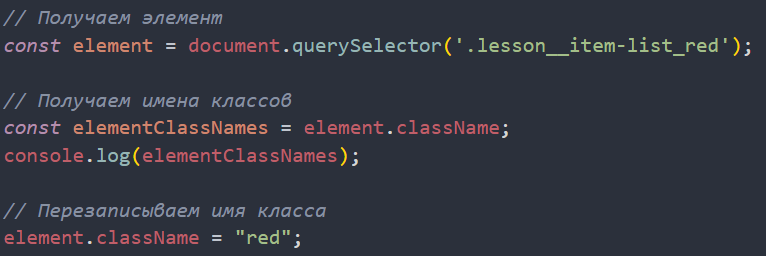 // Получаем элемент
const element = document.querySelector('.lesson__item-list_red');
// Получаем имена классов
const elementClassNames = element.className;
console.log(elementClassNames);
// Перезаписываем имя класса
element.className = "red";